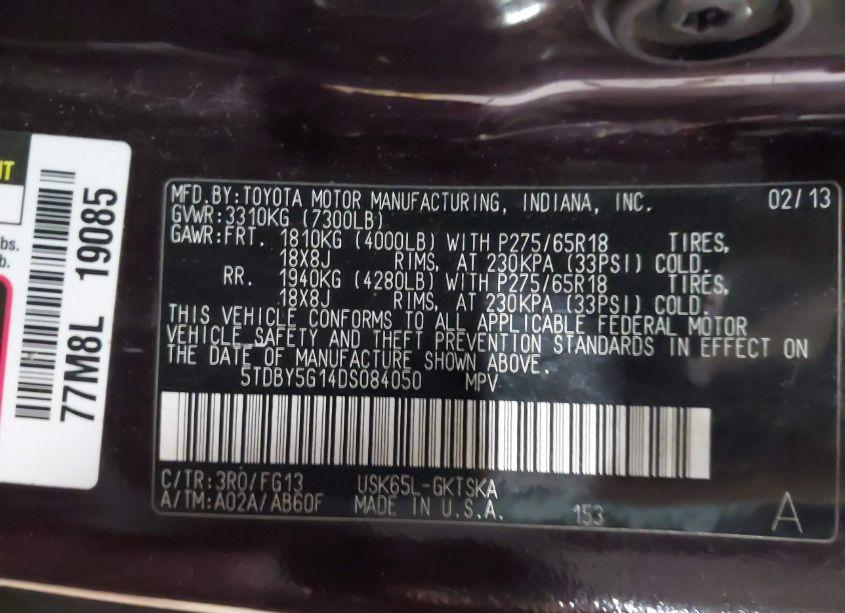 NT
bs.
b.
77M8L 19085
MFD.BY:TOYOTA MOTOR MANUFACTURING, INDIANA, INC. 02/13
GVWR:3310KG (7300LB)
GAWR:FRT. 1810KG (4000LB) WITH P275/65R18 TIRES,
18X8J RIMS, AT 230KPA (33PSI) COLD.
RR. 1940KG (4280LB) WITH P275/65R18 TIRES,
18X8J RIMS, AT 230KPA (33PSI) COLD.
THIS VEHICLE CONFORMS TO ALL APPLICABLE FEDERAL MOTOR
VEHICLE SAFETY AND THEFT PREVENTION STANDARDS IN EFFECT ON
THE DATE OF MANUFACTURE SHOWN ABOVE.
5TDBY5G14DS084050 MPV
C/TR:3R0/FG13 USK65L-GKTSKA
A/TM:A02A/AB60F MADE IN U.S.A. 153 A